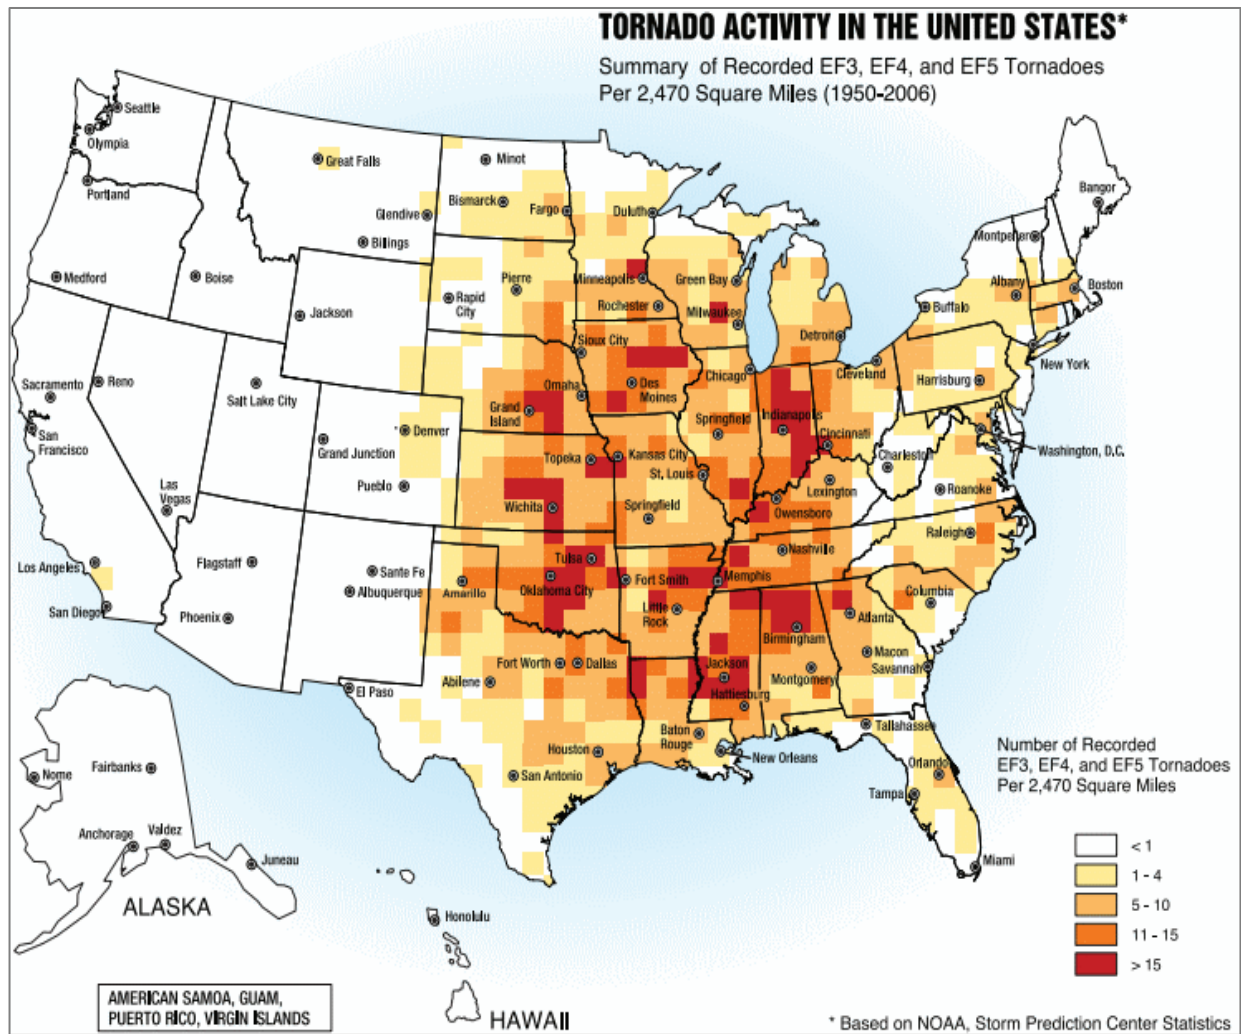 TORNADO ACTIVITY IN THE UNITED STATES*
Summary of Recorded EF3, EF4, and EF5 Tornadoes
Per 2,470 Square Miles (1950-2006)
Seattle
Olympia
Portland
Medford
Boise
Great Falls
Glendive
Billings
Jackson
Minot
Bismarck
Fargo
Duluth
Pierre
Rapid
City
Minneapolis
Rochester
Green Bay
Milwaukee
Detroit
Bangor
Montpelier
Albany
Boston
Buffalo
New York
Cleveland
Harrisburg
Sioux City
Chicago
Omaha
Des
Moines
Grand
Island
Springfield
Indianapolis
Cincinnati
Washington, D.C.
Charleston
Sacramento
Reno
San
Francisco
Salt Lake City
Denver
Grand Junction
Pueblo
Las
Vegas
Topeka
Kansas City
St. Louis
Lexington
Roanoke
Wichita
Springfield
Owensboro
Raleigh
Nashville
Los Angeles
San Diego
Flagstaff
Phoenix
Sante Fe
Albuquerque
Amarillo
Tulsa
Oklahoma City
Fort Smith
Memphis
Little
Rock
Columbia
Atlanta
Birmingham
Macon
Savannah
Fort Worth
Dallas
Jackson
Montgomery
Hattiesburg
El Paso
Abilene
Tallahassee
Baton
Rouge
New Orleans
Houston
San Antonio
Orlando
Tampa
Miami
Nome
Fairbanks
Anchorage
Valdez
Juneau
ALASKA
Honolulu
HAWAII
AMERICAN SAMOA, GUAM,
PUERTO RICO, VIRGIN ISLANDS
Number of Recorded
EF3, EF4, and EF5 Tornadoes
Per 2,470 Square Miles
< 1
1 - 4
5 - 10
11 - 15
> 15
* Based on NOAA, Storm Prediction Center Statistics